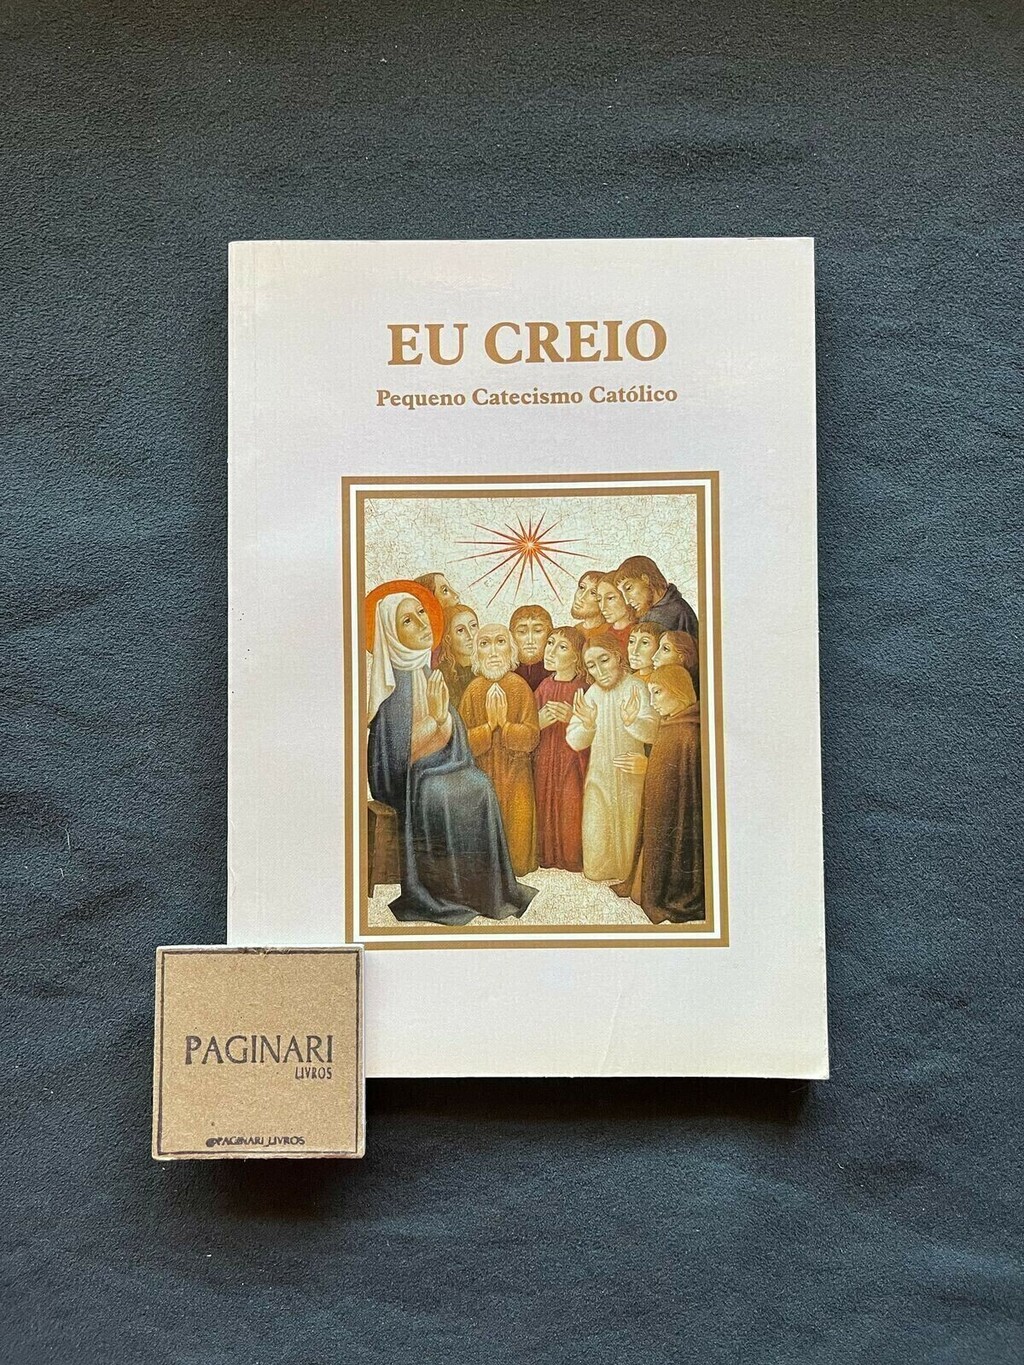 EU CREIO
Pequeno Catecismo Católico
PAGINARI
LIVROS
@PAGINARI_LIVROS